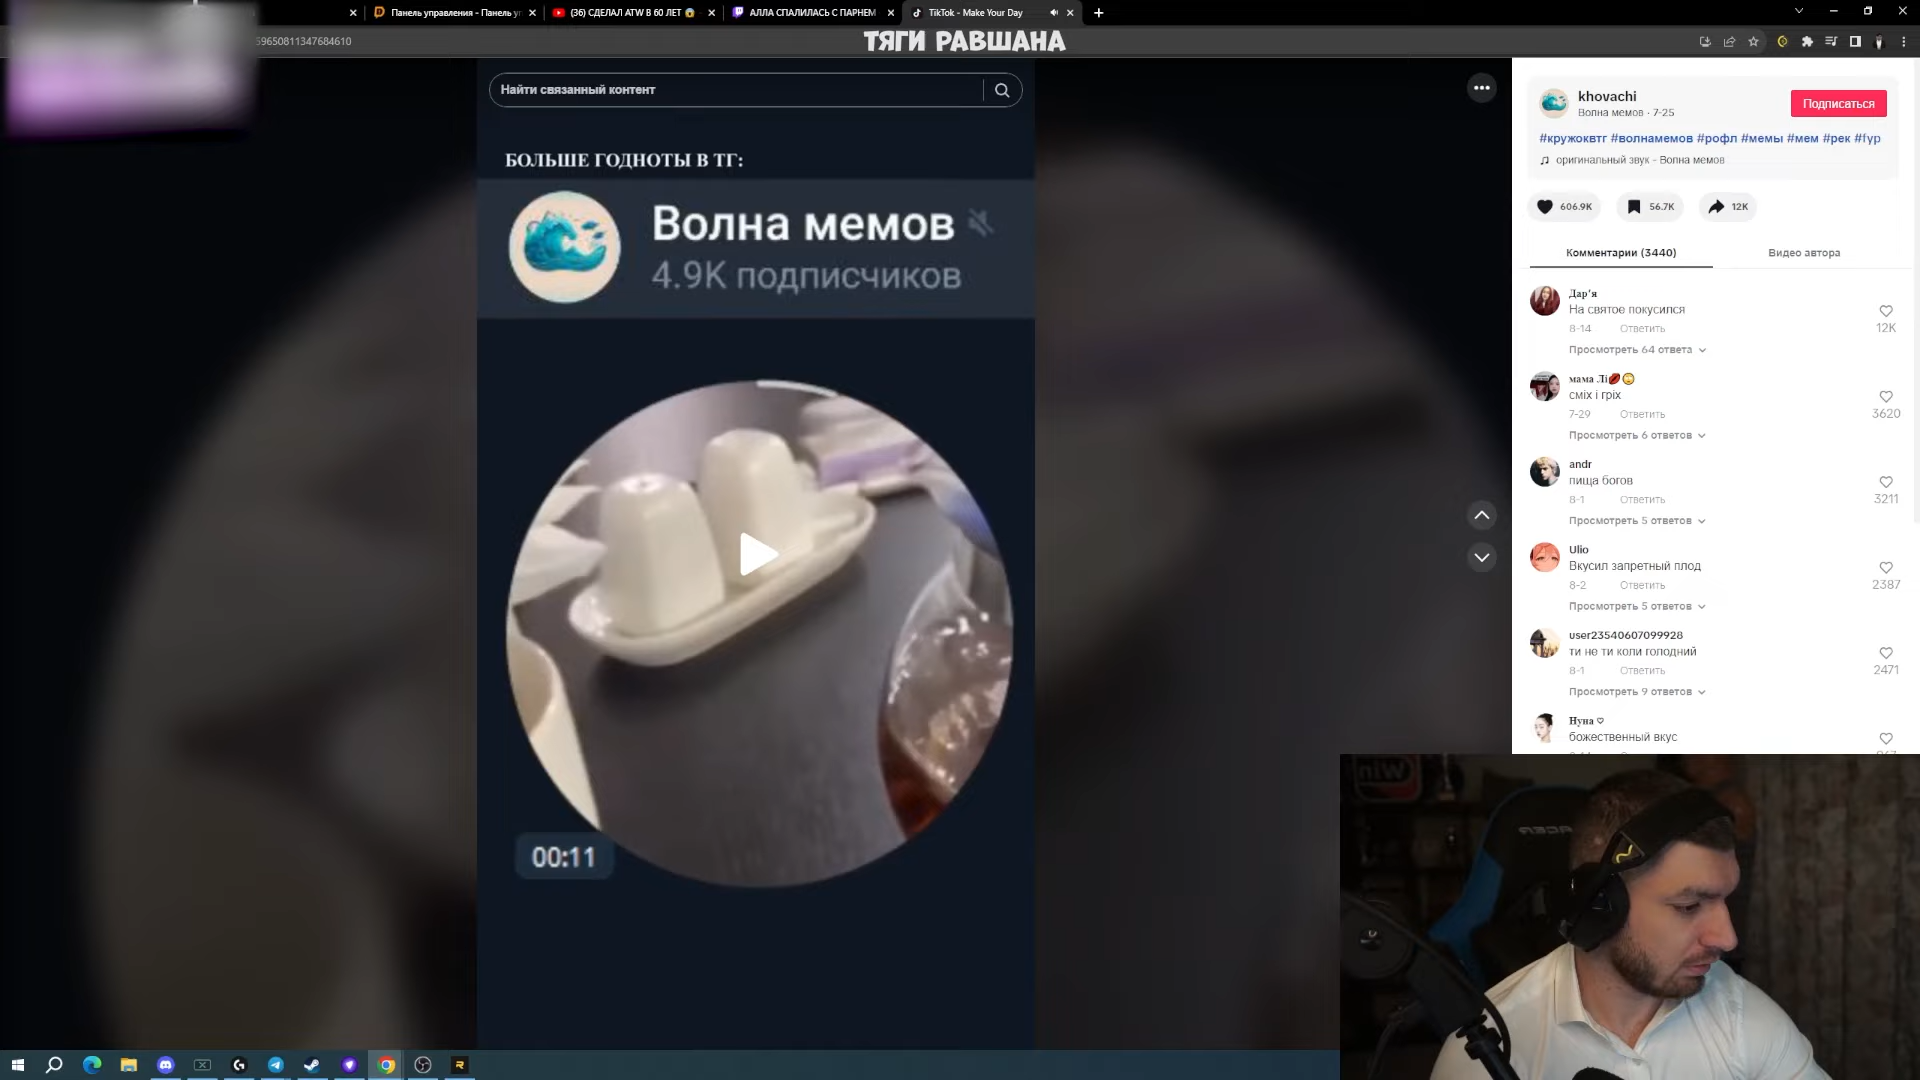 Панель управления - Панель у
(36) СДЕЛАЛ ATW В 60 ЛЕТ
АЛЛА СПАЛИЛАСЬ С ПАРНЕМ
TikTok - Make Your Day
59650811347684610
ТЯГИ РАВШАНА
Найти связанный контент
БОЛЬШЕ ГОДНОТЫ В ТГ:
Волна мемов
4.9K подписчиков
00:11
khovachi
Волна мемов · 7-25
Подписаться
#кружоквтг #волнамемов #рофл #мемы #мем #рек #fyp
оригинальный звук - Волна мемов
606.9K
56.7K
12K
Комментарии (3440)
Видео автора
Дар'я
На святое покусился
8-14 Ответить
12K
Просмотреть 64 ответа
мама Лі
сміх і гріх
7-29 Ответить
3620
Просмотреть 6 ответов
andr
пища богов
8-1 Ответить
3211
Просмотреть 5 ответов
Ulio
Вкусил запретный плод
8-2 Ответить
2387
Просмотреть 5 ответов
user23540607099928
ти не ти коли голодний
8-1 Ответить
2471
Просмотреть 9 ответов
Нуна ♡
божественный вкус